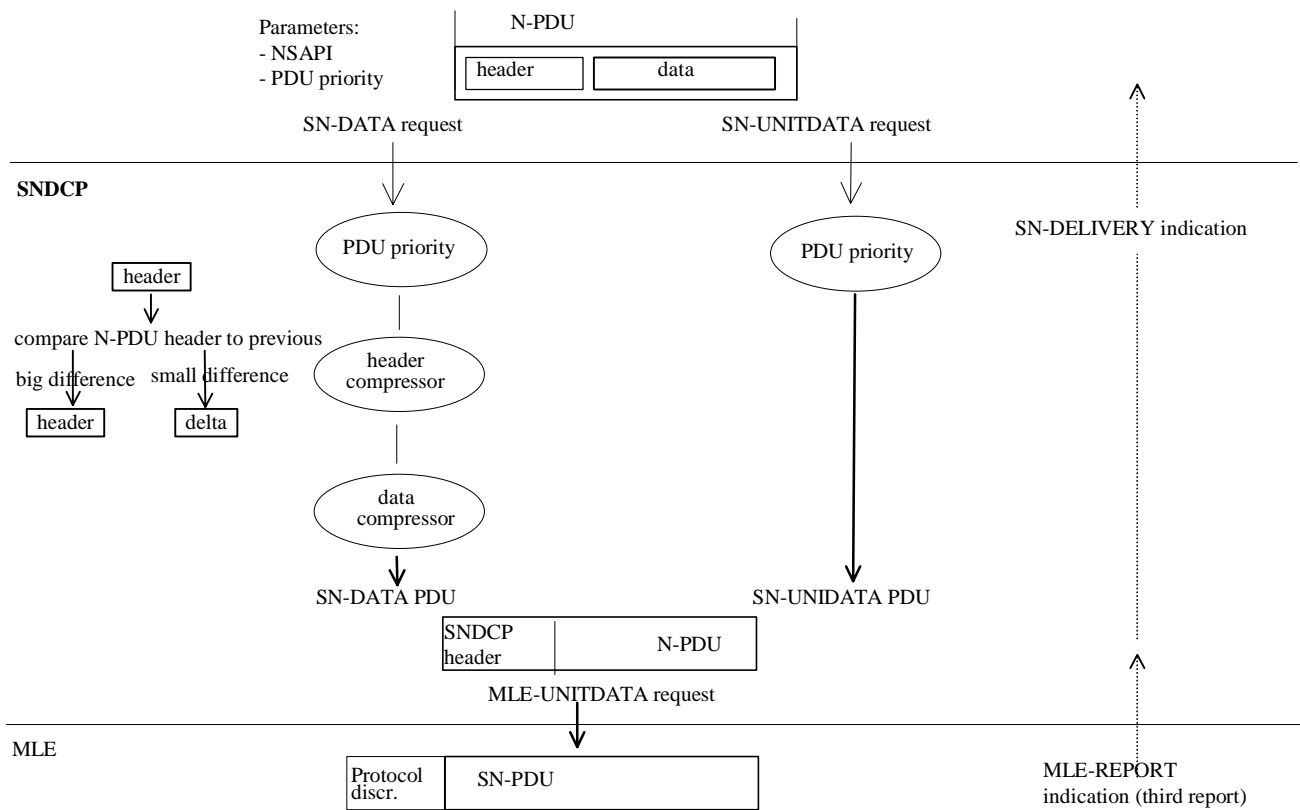 Parameters:
- NSAPI
- PDU priority
N-PDU
header
data
SN-DATA request
SN-UNITDATA request
SNDCP
PDU priority
PDU priority
SN-DELIVERY indication
header
compare N-PDU header to previous
big difference
small difference
header
delta
header
compressor
data
compressor
SN-DATA PDU
SN-UNIDATA PDU
SNDCP
header
N-PDU
MLE-UNITDATA request
MLE
Protocol
discr.
SN-PDU
MLE-REPORT
indication (third report)